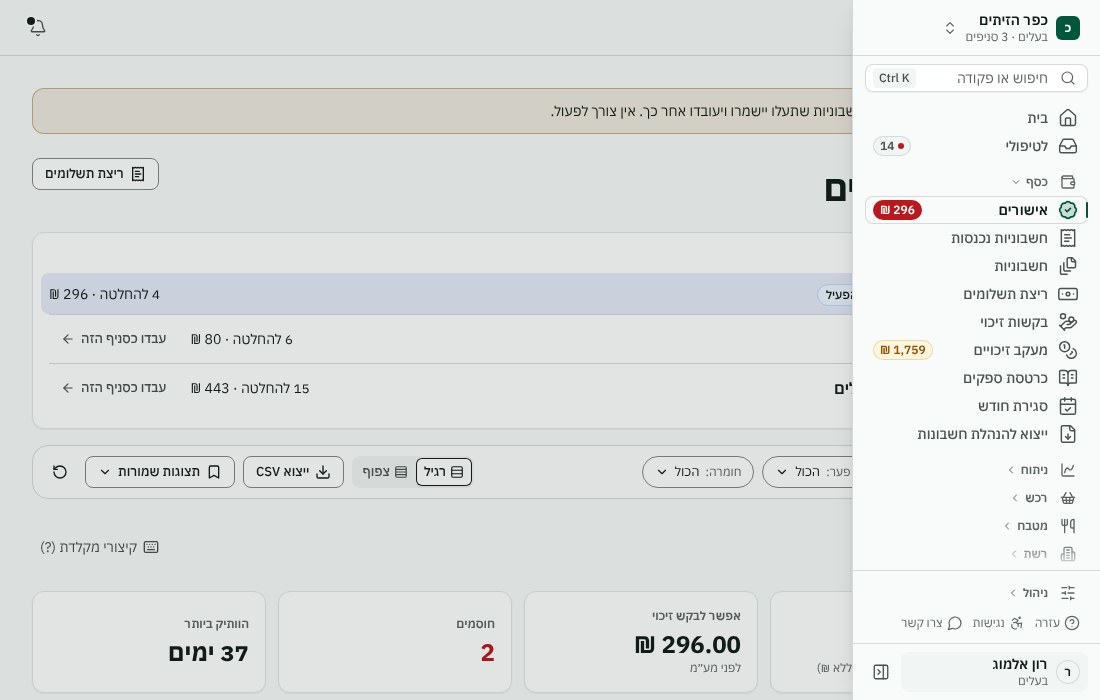 כ
כפר הזיתים
בעלים · 3 סניפים
חיפוש או פקודה
Ctrl K
בית
לטיפולי
14
כסף
אישורים
296 ₪
חשבוניות נכנסות
חשבוניות
ריצת תשלומים
בקשות זיכוי
מעקב זיכויים
1,759 ₪
כרטסת ספקים
סגירת חודש
ייצוא להנהלת חשבונות
ניתוח
רכש
מטבח
רשת
ניהול
עזרה
נגישות
צרו קשר
ר
רון אלמוג
בעלים
שתעלו יישמרו ויעובדו אחר כך. אין צורך לפעול.
ריצת תשלומים
4 להחלטה · 296 ₪
6 להחלטה · 80 ₪
עבדו כסניף הזה
15 להחלטה · 443 ₪
עבדו כסניף הזה
פער: הכול
חומרה: הכול
רגיל
צפוף
ייצוא CSV
תצוגות שמורות
קיצורי מקלדת (?)
ללא ₪)
אפשר לבקש זיכוי
296.00 ₪
לפני מע״מ
חוסמים
2
הוותיק ביותר
37 ימים